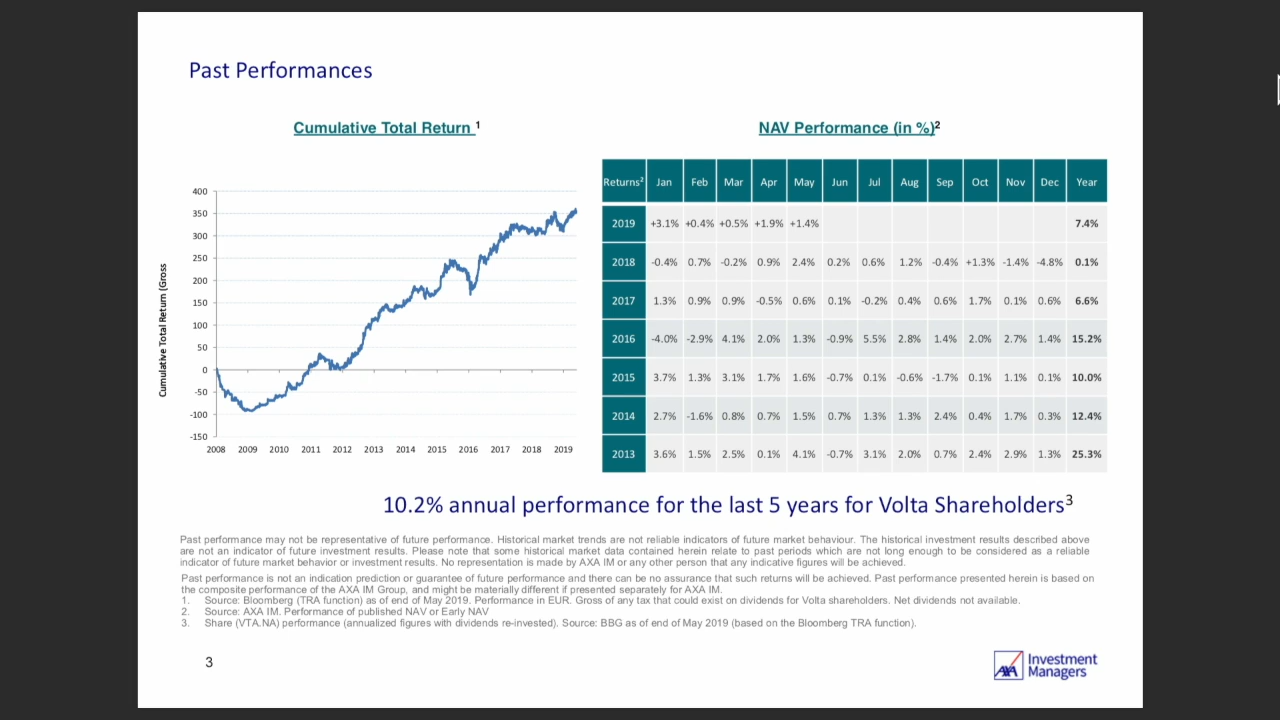 Past Performances
Cumulative Total Return 1
NAV Performance (in %)2
Cumulative Total Return (Gross
400
350
300
250
200
150
100
50
0
-50
-100
-150
2008 2009 2010 2011 2012 2013 2014 2015 2016 2017 2018 2019
Returns² Jan Feb Mar Apr May Jun Jul Aug Sep Oct Nov Dec Year
2019 +3.1% +0.4% +0.5% +1.9% +1.4% 7.4%
2018 -0.4% 0.7% -0.2% 0.9% 2.4% 0.2% 0.6% 1.2% -0.4% +1.3% -1.4% -4.8% 0.1%
2017 1.3% 0.9% 0.9% -0.5% 0.6% 0.1% -0.2% 0.4% 0.6% 1.7% 0.1% 0.6% 6.6%
2016 -4.0% -2.9% 4.1% 2.0% 1.3% -0.9% 5.5% 2.8% 1.4% 2.0% 2.7% 1.4% 15.2%
2015 3.7% 1.3% 3.1% 1.7% 1.6% -0.7% 0.1% -0.6% -1.7% 0.1% 1.1% 0.1% 10.0%
2014 2.7% -1.6% 0.8% 0.7% 1.5% 0.7% 1.3% 1.3% 2.4% 0.4% 1.7% 0.3% 12.4%
2013 3.6% 1.5% 2.5% 0.1% 4.1% -0.7% 3.1% 2.0% 0.7% 2.4% 2.9% 1.3% 25.3%
10.2% annual performance for the last 5 years for Volta Shareholders3
Past performance may not be representative of future performance. Historical market trends are not reliable indicators of future market behaviour. The historical investment results described above
are not an indicator of future investment results. Please note that some historical market data contained herein relate to past periods which are not long enough to be considered as a reliable
indicator of future market behavior or investment results. No representation is made by AXA IM or any other person that any indicative figures will be achieved.
Past performance is not an indication prediction or guarantee of future performance and there can be no assurance that such returns will be achieved. Past performance presented herein is based on
the composite performance of the AXA IM Group, and might be materially different if presented separately for AXA IM.
1. Source: Bloomberg (TRA function) as of end of May 2019. Performance in EUR. Gross of any tax that could exist on dividends for Volta shareholders. Net dividends not available.
2. Source: AXA IM. Performance of published NAV or Early NAV
3. Share (VTA.NA) performance (annualized figures with dividends re-invested). Source: BBG as of end of May 2019 (based on the Bloomberg TRA function).
3
AXA Investment
Managers